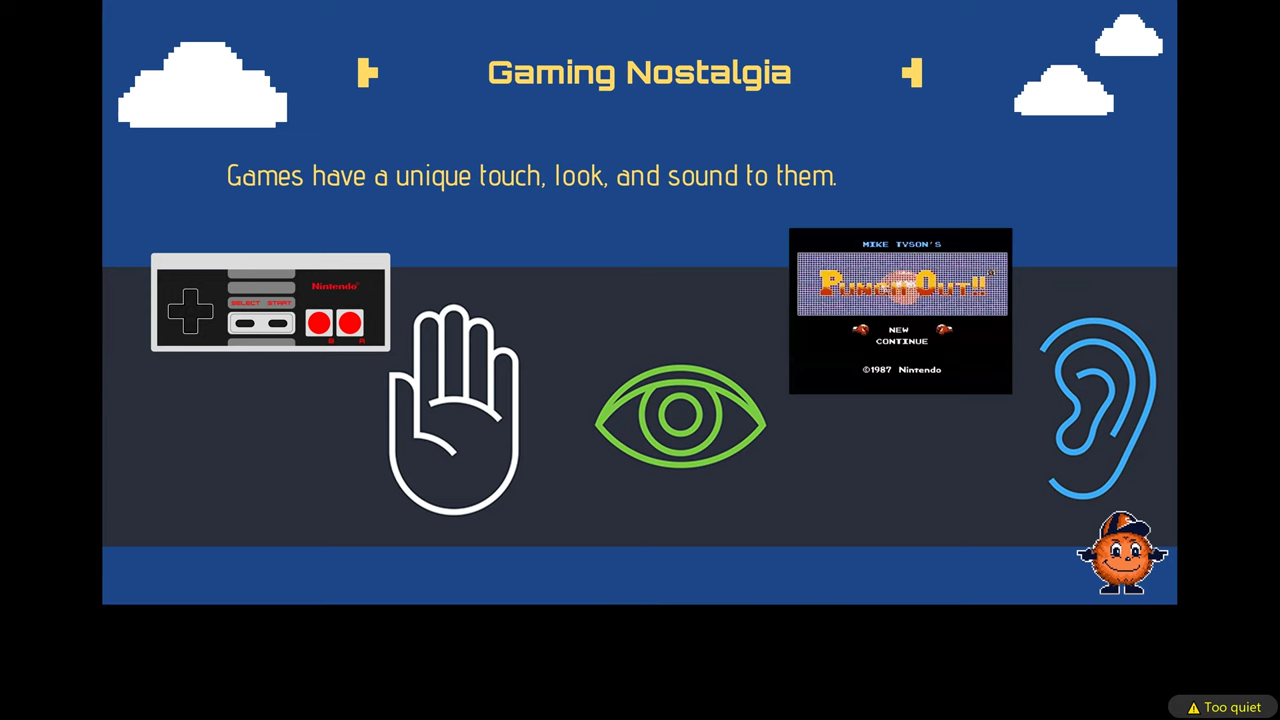 Gaming Nostalgia
Games have a unique touch, look, and sound to them.
MIKE TYSON'S
PUNCH-OUT!!
NEW
CONTINUE
©1987 Nintendo
Nintendo®
SELECT START
B A
Too quiet